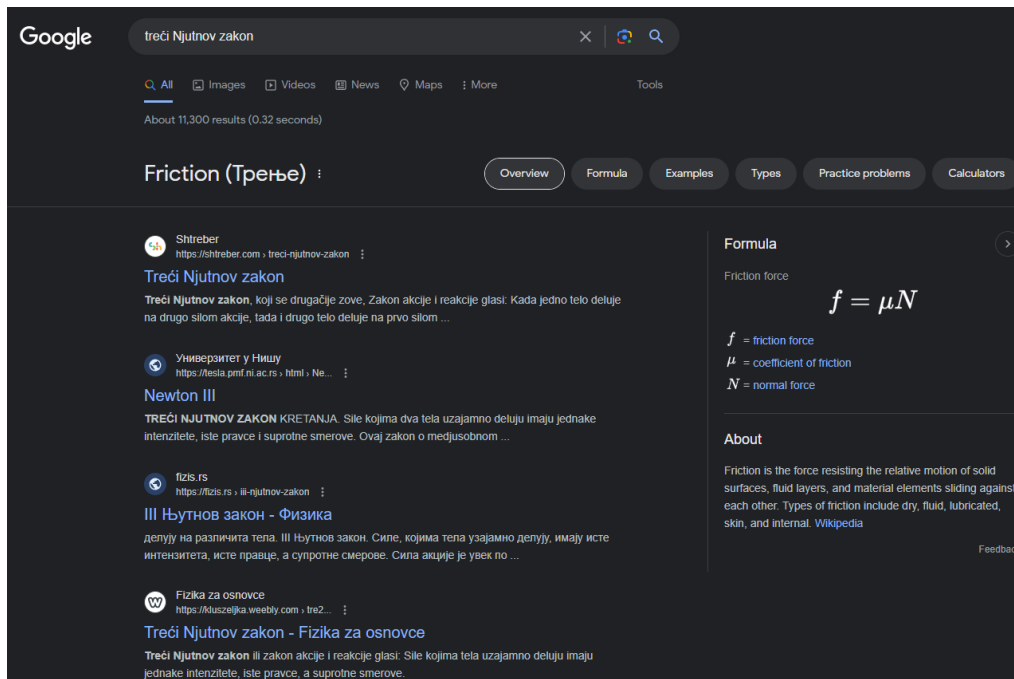 Google
treći Njutnov zakon
All Images Videos News Maps More Tools
About 11,300 results (0.32 seconds)
Friction (Трење)
Overview Formula Examples Types Practice problems Calculators
Shtreber
https://shtreber.com › treci-njutnov-zakon
Treći Njutnov zakon
Treći Njutnov zakon, koji se drugačije zove, Zakon akcije i reakcije glasi: Kada jedno telo deluje
na drugo silom akcije, tada i drugo telo deluje na prvo silom ...
Универзитет у Нишу
https://tesla.pmf.ni.ac.rs › html › Ne...
Newton III
TREĆI NJUTNOV ZAKON KRETANJA. Sile kojima dva tela uzajamno deluju imaju jednake
intenzitete, iste pravce i suprotne smerove. Ovaj zakon o medjusobnom ...
fizis.rs
https://fizis.rs › iii-njutnov-zakon
III Њутнов закон - Физика
делују на различита тела. III Њутнов закон. Силе, којима тела узајамно делују, имају исте
интензитета, исте правце, а супротне смерове. Сила акције је увек по ...
Fizika za osnovce
https://kluszeljka.weebly.com › tre2...
Treći Njutnov zakon - Fizika za osnovce
Treći Njutnov zakon ili zakon akcije i reakcije glasi: Sile kojima tela uzajamno deluju imaju
jednake intenzitete, iste pravce, a suprotne smerove.
Formula
Friction force
f = μN
f = friction force
μ = coefficient of friction
N = normal force
About
Friction is the force resisting the relative motion of solid
surfaces, fluid layers, and material elements sliding against
each other. Types of friction include dry, fluid, lubricated,
skin, and internal. Wikipedia
Feedbac